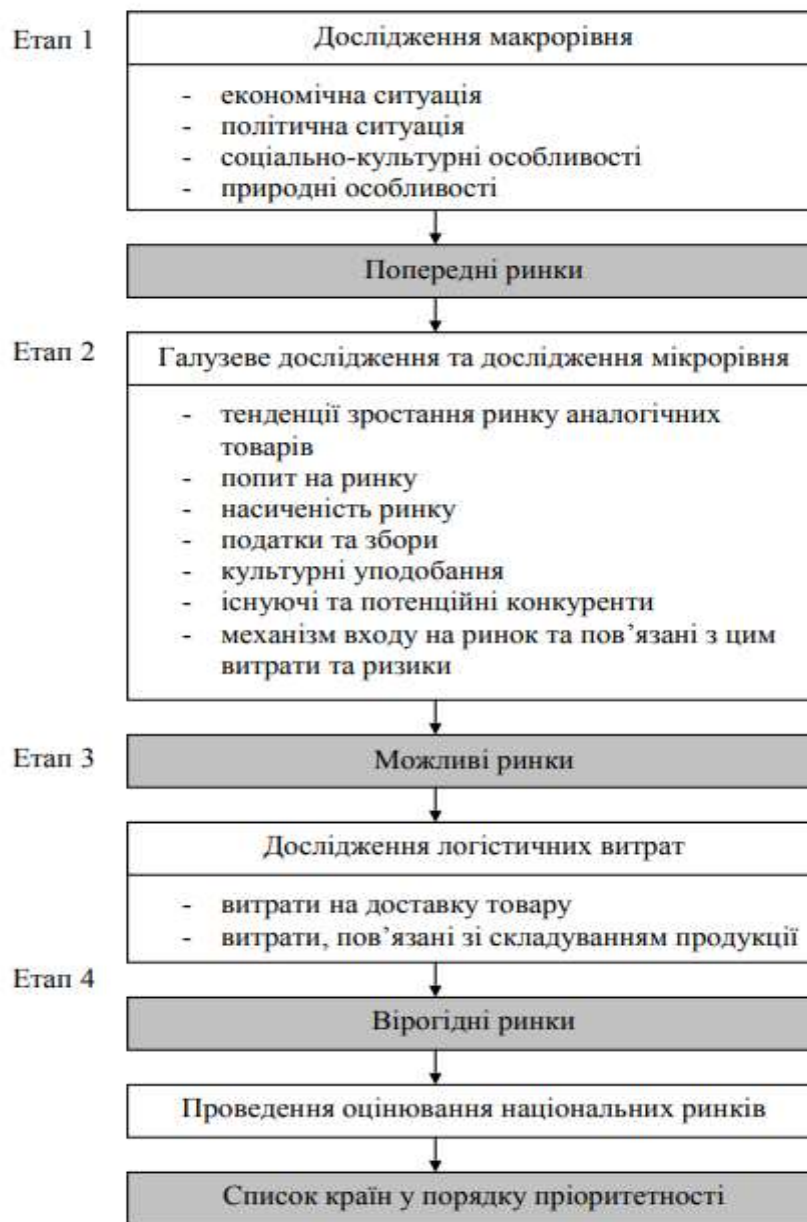 Етап 1
Дослідження макрорівня
- економічна ситуація
- політична ситуація
- соціально-культурні особливості
- природні особливості
Попередні ринки
Етап 2
Галузеве дослідження та дослідження мікрорівня
- тенденції зростання ринку аналогічних
товарів
- попит на ринку
- насиченість ринку
- податки та збори
- культурні уподобання
- існуючі та потенційні конкуренти
- механізм входу на ринок та пов’язані з цим
витрати та ризики
Етап 3
Можливі ринки
Дослідження логістичних витрат
- витрати на доставку товару
- витрати, пов’язані зі складуванням продукції
Етап 4
Вірогідні ринки
Проведення оцінювання національних ринків
Список країн у порядку пріоритетності